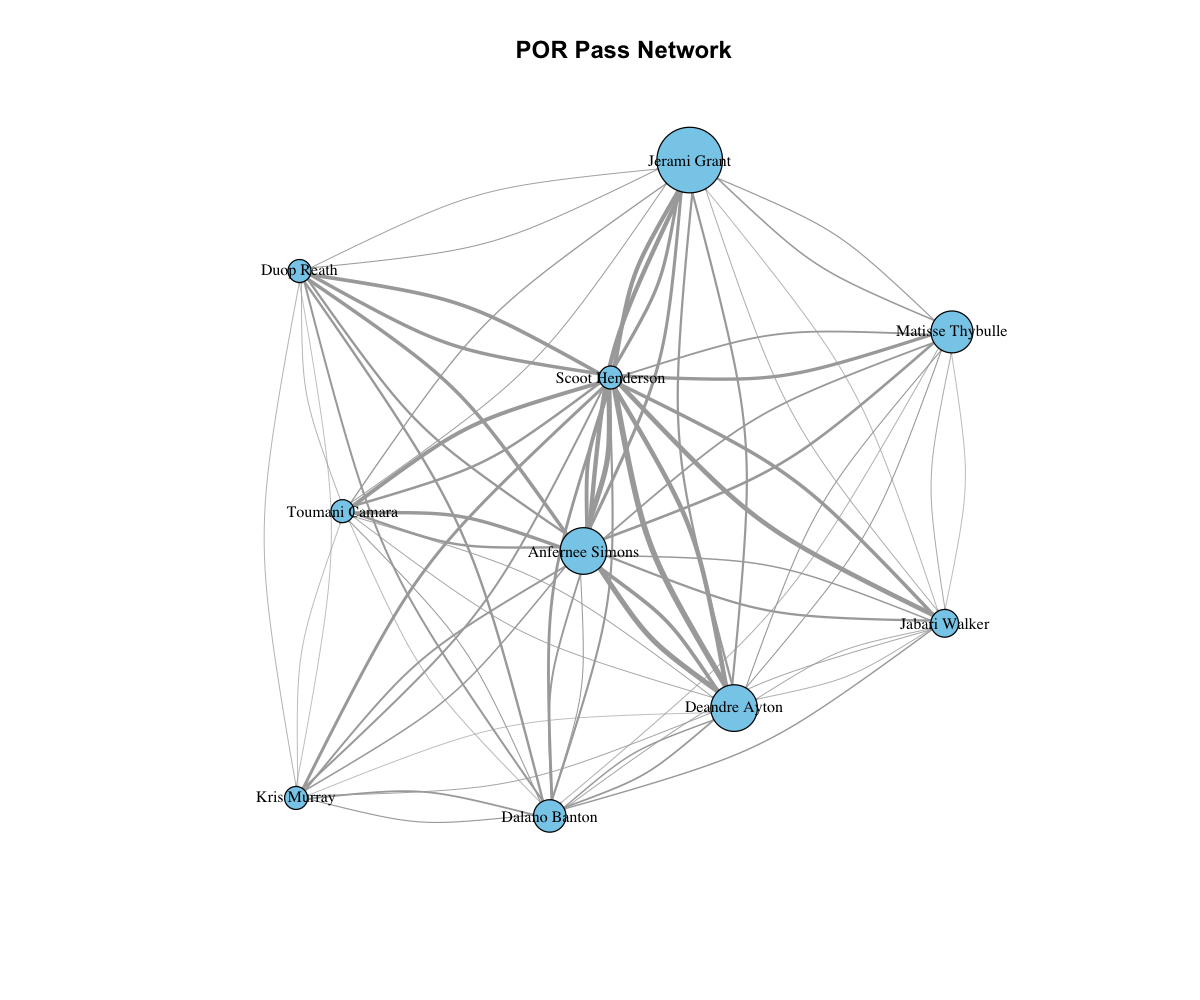 POR Pass Network
Jerami Grant
Duop Reath
Matisse Thybulle
Scoot Henderson
Toumani Camara
Anfernee Simons
Jabari Walker
Deandre Ayton
Kris Murray
Dalano Banton